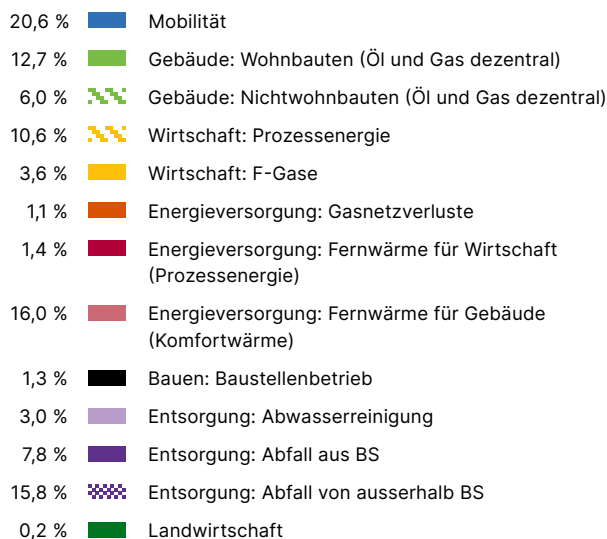 20,6 % Mobilität
12,7 % Gebäude: Wohnbauten (Öl und Gas dezentral)
6,0 % Gebäude: Nichtwohnbauten (Öl und Gas dezentral)
10,6 % Wirtschaft: Prozessenergie
3,6 % Wirtschaft: F-Gase
1,1 % Energieversorgung: Gasnetzverluste
1,4 % Energieversorgung: Fernwärme für Wirtschaft
(Prozessenergie)
16,0 % Energieversorgung: Fernwärme für Gebäude
(Komfortwärme)
1,3 % Bauen: Baustellenbetrieb
3,0 % Entsorgung: Abwasserreinigung
7,8 % Entsorgung: Abfall aus BS
15,8 % Entsorgung: Abfall von ausserhalb BS
0,2 % Landwirtschaft